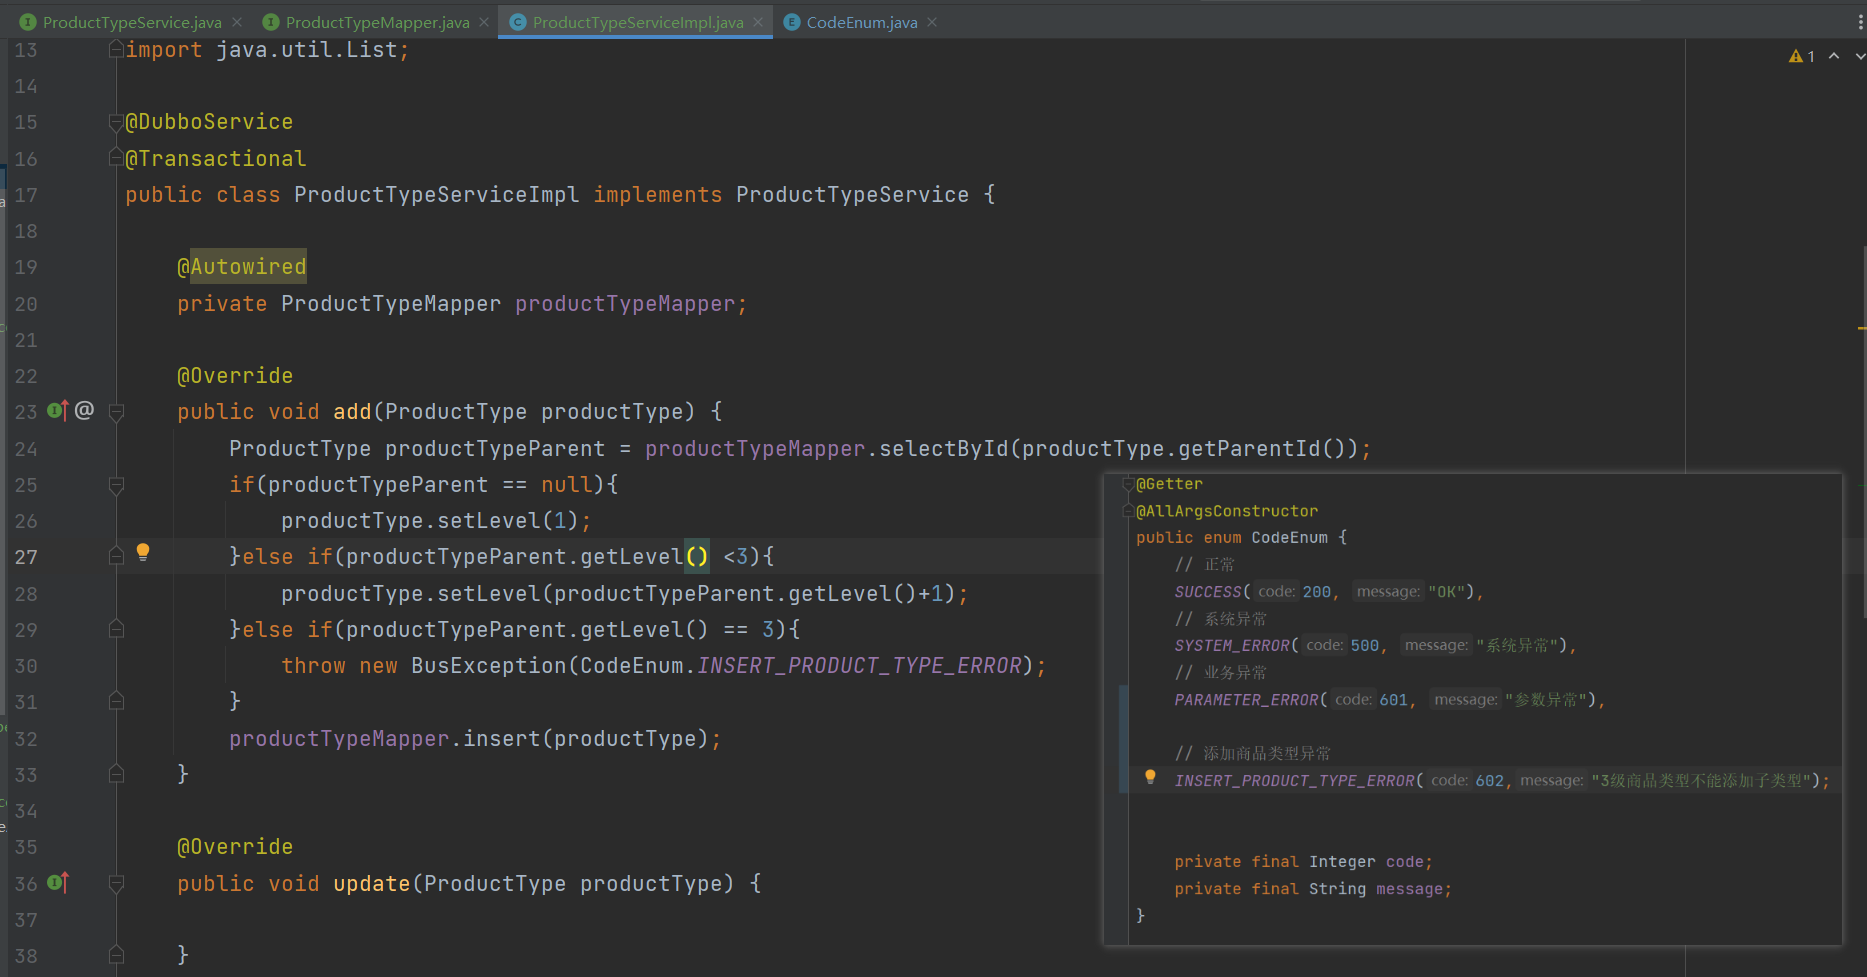 ProductTypeService.java ProductTypeMapper.java ProductTypeServiceImpl.java CodeEnum.java
13 import java.util.List;
1
14
15 @DubboService
16 @Transactional
17 public class ProductTypeServiceImpl implements ProductTypeService {
18
19 @Autowired
20 private ProductTypeMapper productTypeMapper;
21
22 @Override
23 public void add(ProductType productType) {
24 ProductType productTypeParent = productTypeMapper.selectById(productType.getParentId());
25 if(productTypeParent == null){
26 productType.setLevel(1);
27 }else if(productTypeParent.getLevel() <3){
28 productType.setLevel(productTypeParent.getLevel()+1);
29 }else if(productTypeParent.getLevel() == 3){
30 throw new BusException(CodeEnum.INSERT_PRODUCT_TYPE_ERROR);
31 }
32 productTypeMapper.insert(productType);
33 }
34
35 @Override
36 public void update(ProductType productType) {
37
38 }
@Getter
@AllArgsConstructor
public enum CodeEnum {
// 正常
SUCCESS( code: 200, message: "OK"),
// 系统异常
SYSTEM_ERROR( code: 500, message: "系统异常"),
// 业务异常
PARAMETER_ERROR( code: 601, message: "参数异常"),
// 添加商品类型异常
INSERT_PRODUCT_TYPE_ERROR( code: 602, message: "3级商品类型不能添加子类型");
private final Integer code;
private final String message;
}